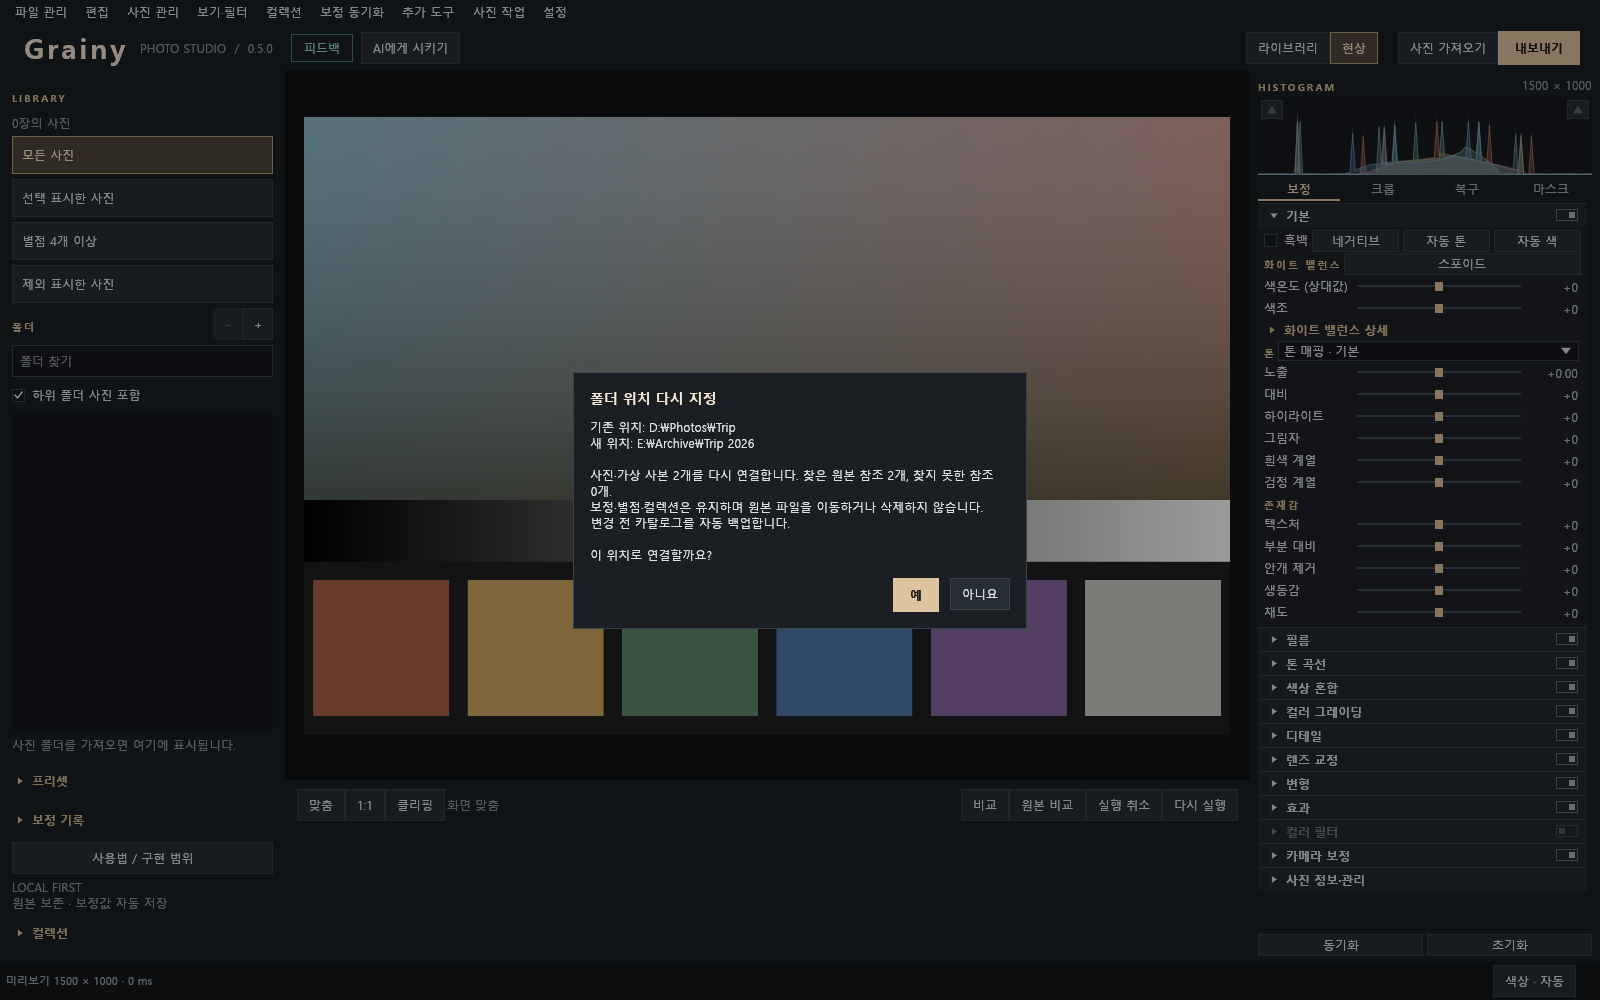 파일 관리 편집 사진 관리 보기·필터 컬렉션 보정 동기화 추가 도구 사진 작업 설정
Grainy PHOTO STUDIO / 0.5.0 피드백 AI에게 시키기 라이브러리 현상 사진 가져오기 내보내기
LIBRARY
0장의 사진
모든 사진
선택 표시한 사진
별점 4개 이상
제외 표시한 사진
폴더 − +
폴더 찾기
하위 폴더 사진 포함
사진 폴더를 가져오면 여기에 표시됩니다.
프리셋
보정 기록
사용법 / 구현 범위
LOCAL FIRST
원본 보존 · 보정값 자동 저장
컬렉션
폴더 위치 다시 지정
기존 위치: D:₩Photos₩Trip
새 위치: E:₩Archive₩Trip 2026
사진·가상 사본 2개를 다시 연결합니다. 찾은 원본 참조 2개, 찾지 못한 참조
0개.
보정·별점·컬렉션은 유지하며 원본 파일을 이동하거나 삭제하지 않습니다.
변경 전 카탈로그를 자동 백업합니다.
이 위치로 연결할까요?
예 아니요
맞춤 1:1 클리핑 화면 맞춤 비교 원본 비교 실행 취소 다시 실행
HISTOGRAM 1500 × 1000
보정 크롭 복구 마스크
기본
흑백 네거티브 자동 톤 자동 색
화이트 밸런스 스포이드
색온도 (상대값) +0
색조 +0
화이트 밸런스 상세
톤 톤 매핑 · 기본
노출 +0.00
대비 +0
하이라이트 +0
그림자 +0
흰색 계열 +0
검정 계열 +0
존재감
텍스처 +0
부분 대비 +0
안개 제거 +0
생동감 +0
채도 +0
필름
톤 곡선
색상 혼합
컬러 그레이딩
디테일
렌즈 교정
변형
효과
컬러 필터
카메라 보정
사진 정보·관리
동기화 초기화
미리보기 1500 × 1000 · 0 ms 색상 · 자동